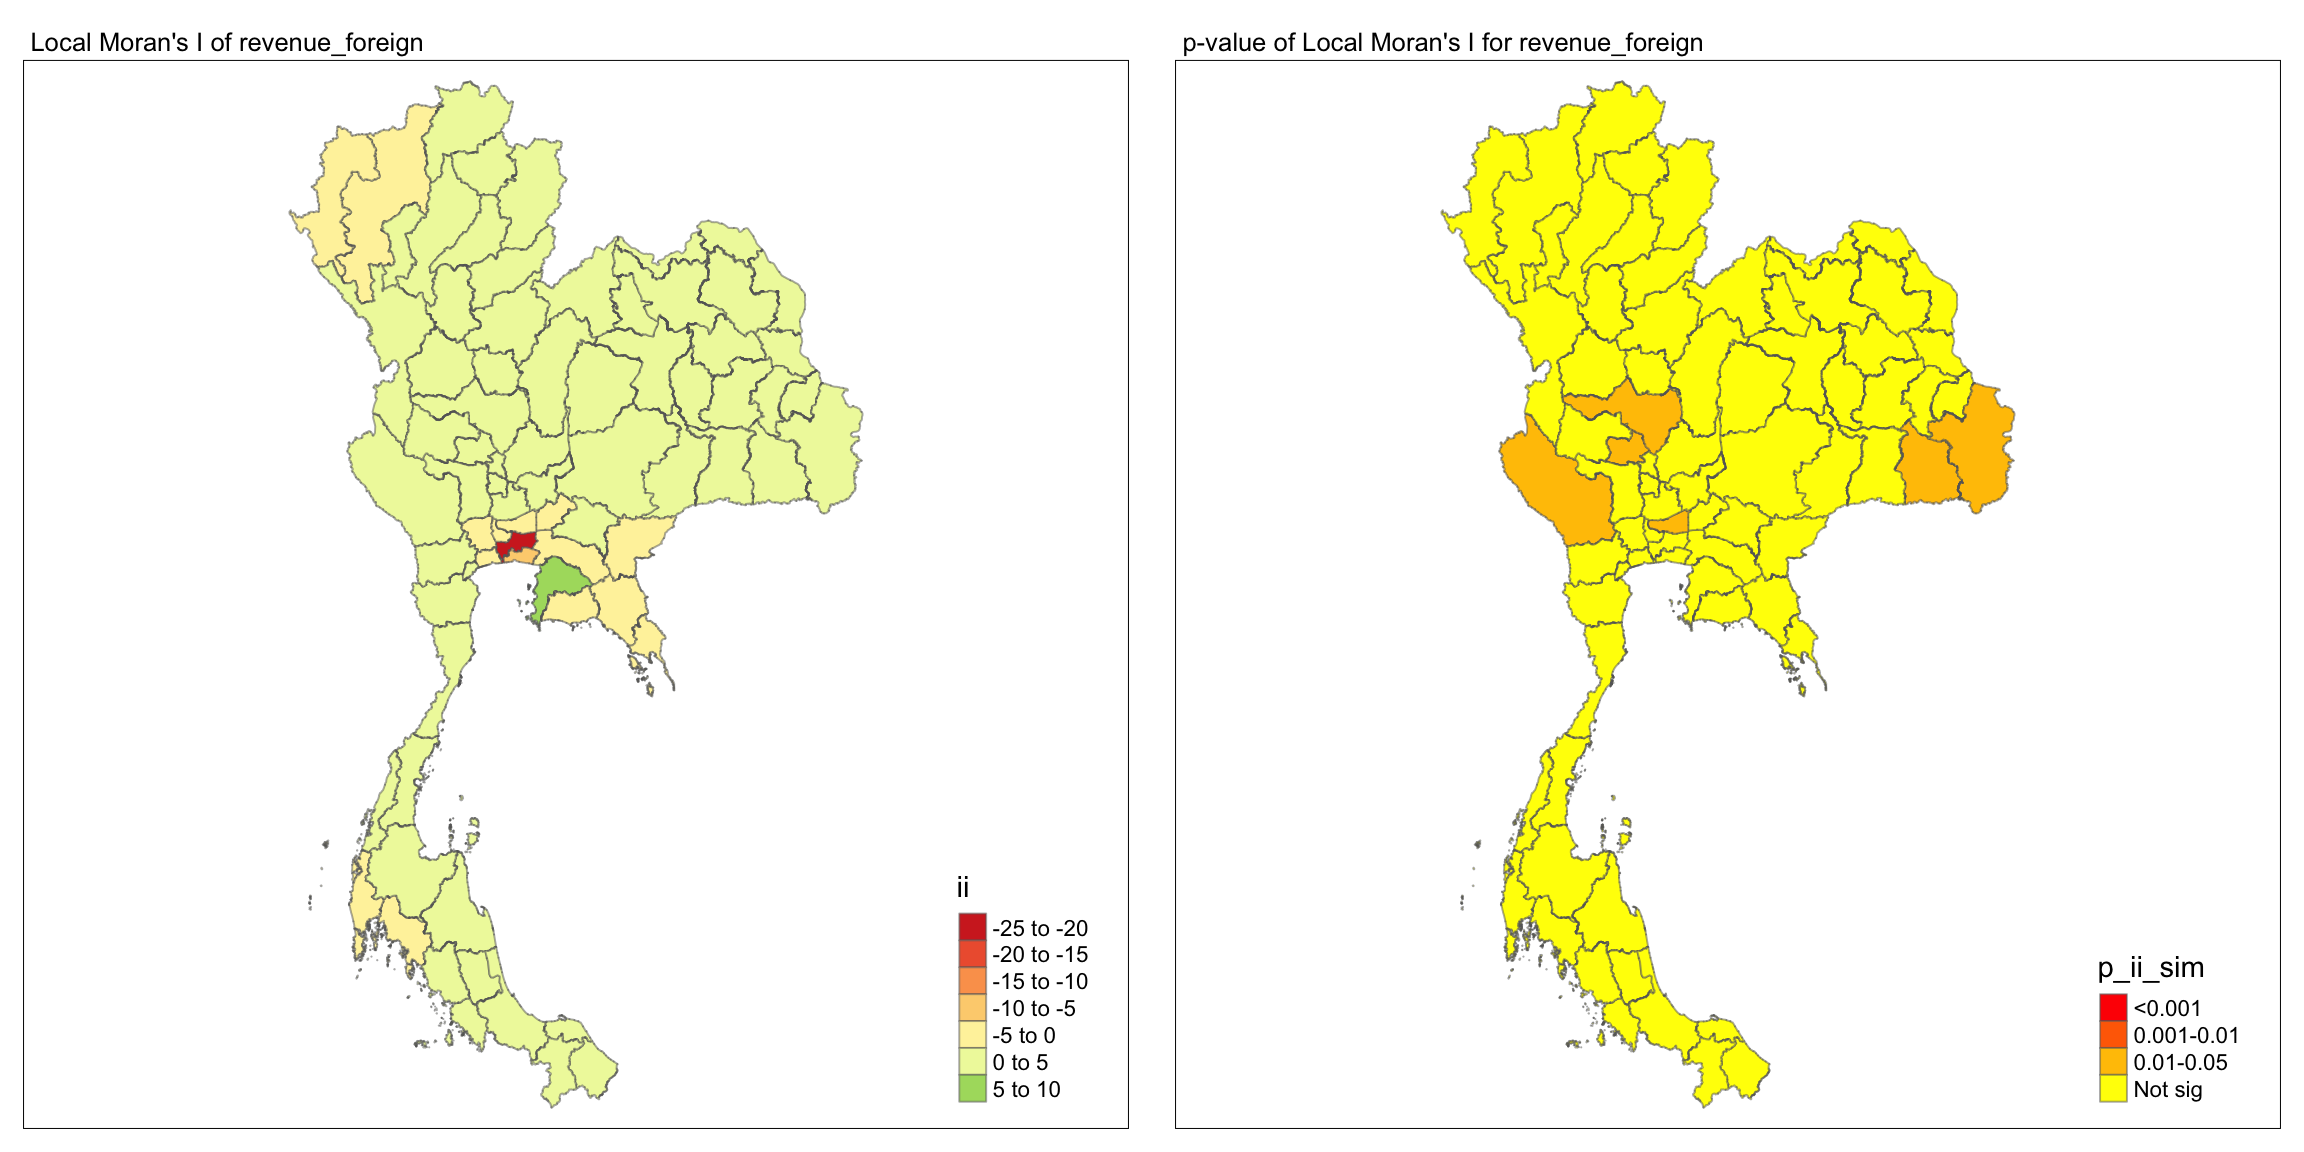 Local Moran's I of revenue_foreign
ii
-25 to -20
-20 to -15
-15 to -10
-10 to -5
-5 to 0
0 to 5
5 to 10
p-value of Local Moran's I for revenue_foreign
p_ii_sim
<0.001
0.001-0.01
0.01-0.05
Not sig